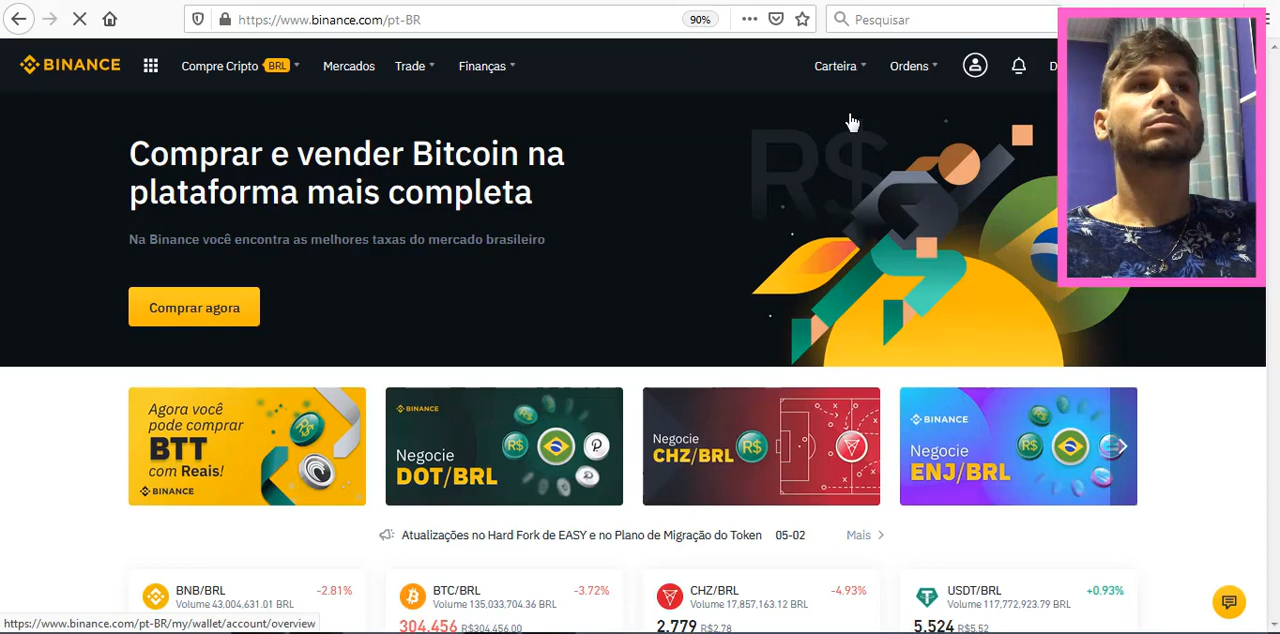 https://www.binance.com/pt-BR
90%
Pesquisar
BINANCE
Compre Cripto BRL
Mercados
Trade
Finanças
Carteira
Ordens
D
R$
Comprar e vender Bitcoin na
plataforma mais completa
Na Binance você encontra as melhores taxas do mercado brasileiro
Comprar agora
Agora você
pode comprar
BTT
com Reais!
BINANCE
BINANCE
Negocie
DOT/BRL
R$
Negocie
CHZ/BRL
R$
BINANCE
Negocie
ENJ/BRL
R$
Atualizações no Hard Fork de EASY e no Plano de Migração do Token 05-02
Mais
BNB/BRL -2.81%
Volume 43.004,631.01 BRL
BTC/BRL -3.72%
Volume 135,033,704.36 BRL
304,456 R$304,456.00
CHZ/BRL -4.93%
Volume 17,857,163.12 BRL
2.779 R$2.78
USDT/BRL +0.93%
Volume 117,772,923.79 BRL
5.524 R$5.52
https://www.binance.com/pt-BR/my/wallet/account/overview